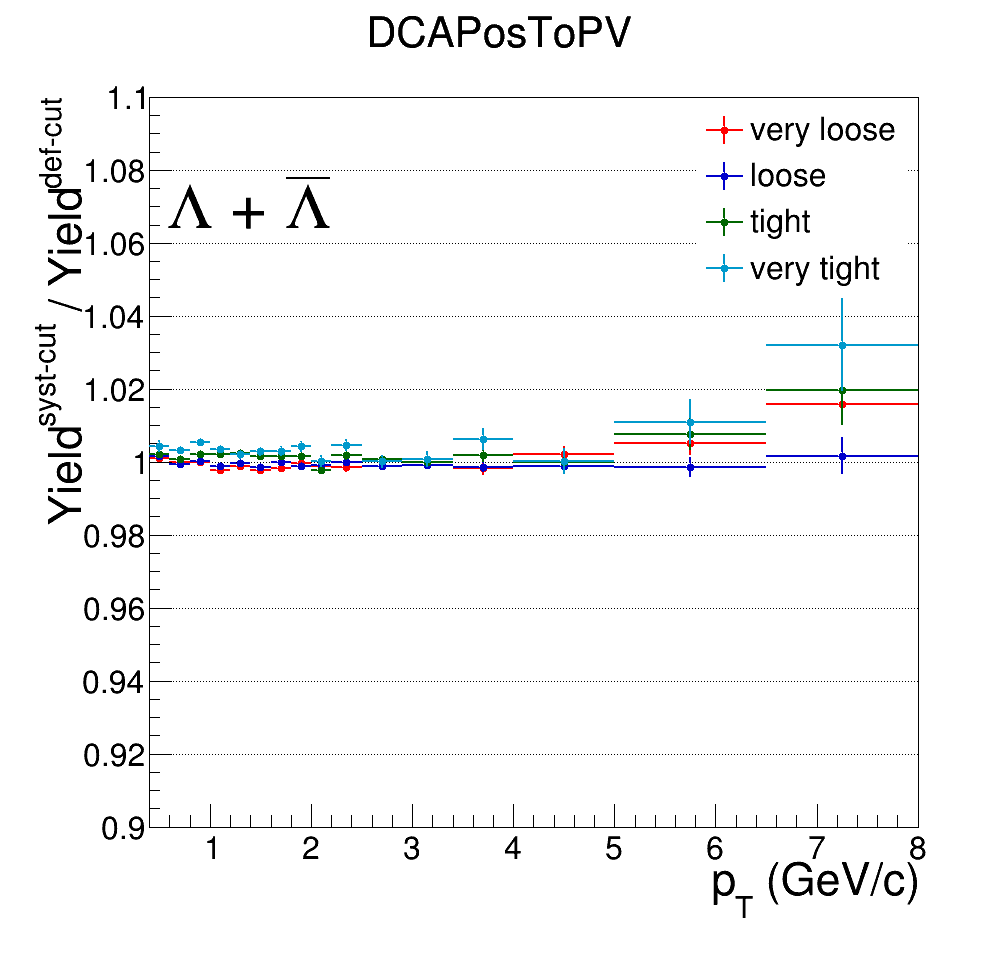 DCAPosToPV
Yield^syst-cut / Yield^def-cut
Λ + Λ̅
very loose
loose
tight
very tight
1.1
1.08
1.06
1.04
1.02
1
0.98
0.96
0.94
0.92
0.9
1 2 3 4 5 6 7 8
p_T (GeV/c)